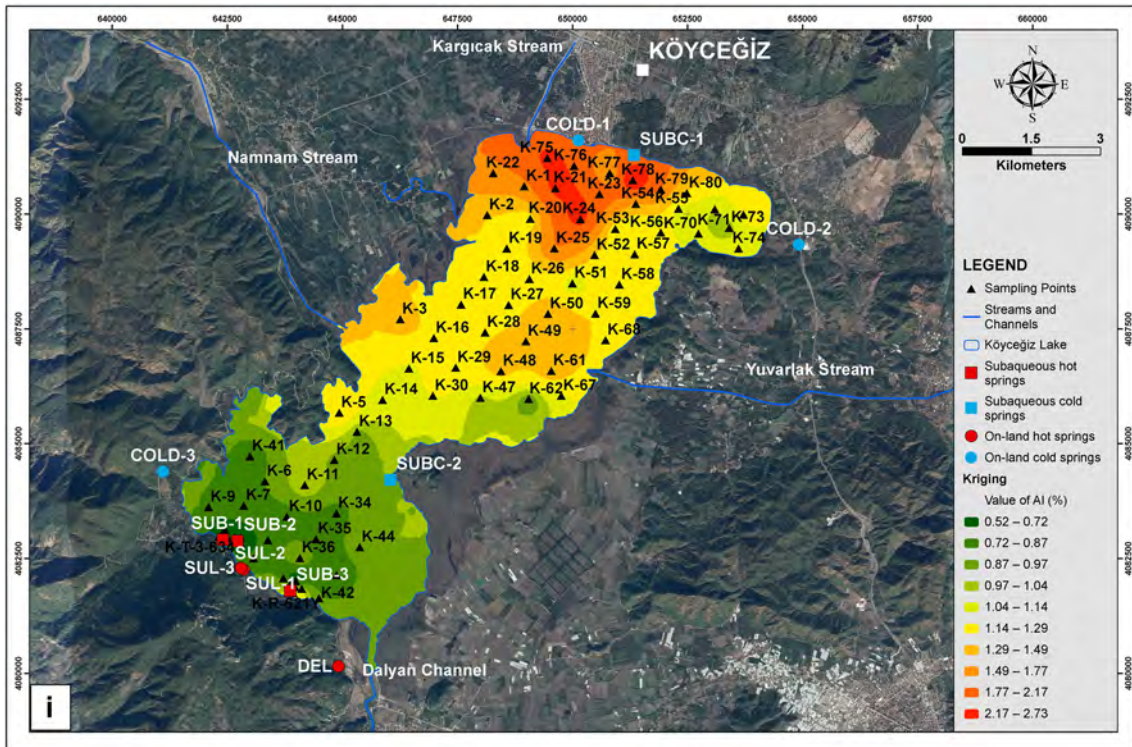 640000 642500 645000 647500 650000 652500 655000 657500 660000
4092500 4090000 4087500 4085000 4082500 4080000
4092500 4090000 4087500 4085000 4082500 4080000
Kargıcak Stream
KÖYCEĞİZ
COLD-1
SUBC-1
Namnam Stream
K-75
K-76
K-77
K-22
K-78
K-1
K-21
K-23
K-79
K-80
K-54
K-55
K-2
K-20
K-24
K-53
K-56
K-70
K-71
K-73
K-19
K-25
K-52
K-57
K-74
COLD-2
K-18
K-26
K-51
K-58
K-17
K-27
K-50
K-59
K-3
K-16
K-28
K-49
K-68
K-15
K-29
K-48
K-61
Yuvarlak Stream
K-14
K-30
K-47
K-62
K-67
K-5
K-13
K-41
K-12
COLD-3
K-6
K-11
SUBC-2
K-9
K-7
K-10
K-34
SUB-1
SUB-2
K-35
K-44
K-T-3-634
SUL-2
K-36
SUL-3
SUL-1
SUB-3
K-42
K-R-621Y
DEL
Dalyan Channel
i
N
W E
S
0 1.5 3
Kilometers
LEGEND
Sampling Points
Streams and
Channels
Köyceğiz Lake
Subaqueous hot
springs
Subaqueous cold
springs
On-land hot springs
On-land cold springs
Kriging
Value of Al (%)
0.52 – 0.72
0.72 – 0.87
0.87 – 0.97
0.97 – 1.04
1.04 – 1.14
1.14 – 1.29
1.29 – 1.49
1.49 – 1.77
1.77 – 2.17
2.17 – 2.73